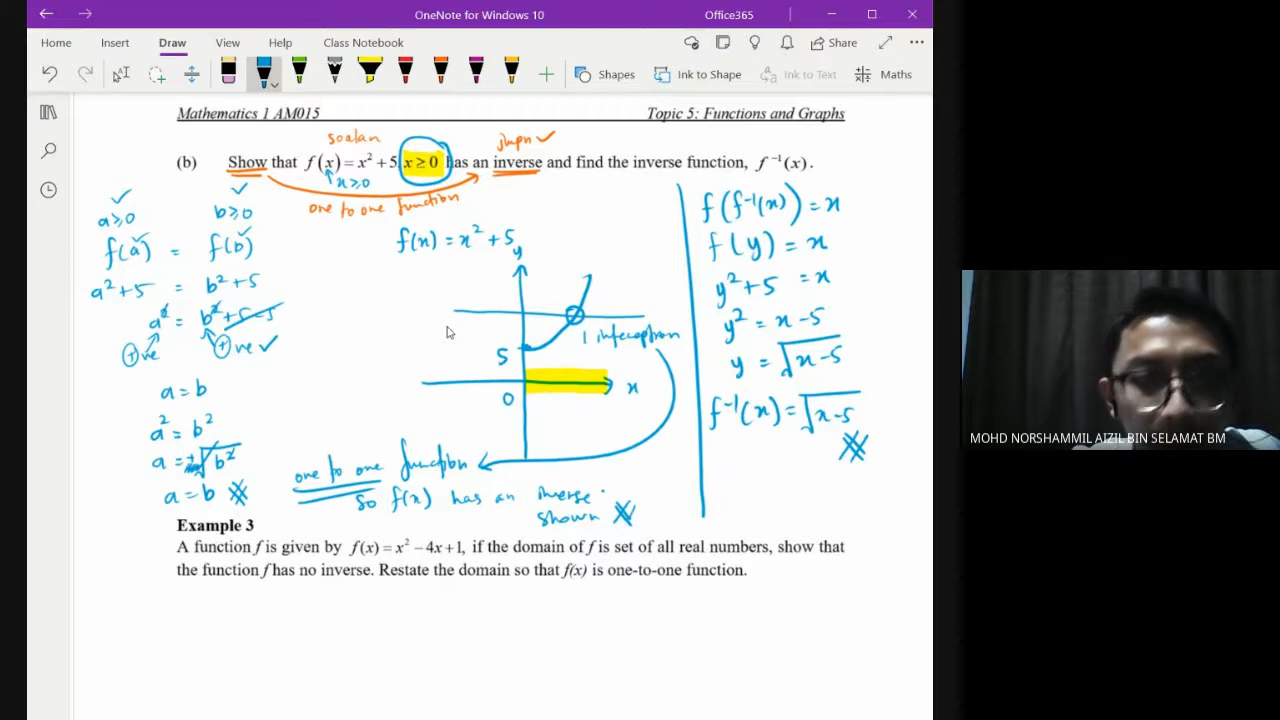 OneNote for Windows 10
Office365
Home Insert Draw View Help Class Notebook
Share
Shapes Ink to Shape Ink to Text Maths
Mathematics 1 AM015 Topic 5: Functions and Graphs
soalan
(b) Show that f(x) = x² + 5, x ≥ 0 has an inverse and find the inverse function, f⁻¹(x).
x ≥ 0
one to one function
a ≥ 0 b ≥ 0
f(a) = f(b)
a² + 5 = b² + 5
a² = b² + 5 - 5
+ve +ve
a = b
a² = b²
a = ±√b²
a = b
f(x) = x² + 5
y
5
0
x
1 interception
one to one function
so f(x) has an inverse.
shown
f(f⁻¹(x)) = x
f(y) = x
y² + 5 = x
y² = x - 5
y = √x-5
f⁻¹(x) = √x-5
Example 3
A function f is given by f(x) = x² − 4x + 1, if the domain of f is set of all real numbers, show that
the function f has no inverse. Restate the domain so that f(x) is one-to-one function.
MOHD NORSHAMMIL AIZIL BIN SELAMAT BM